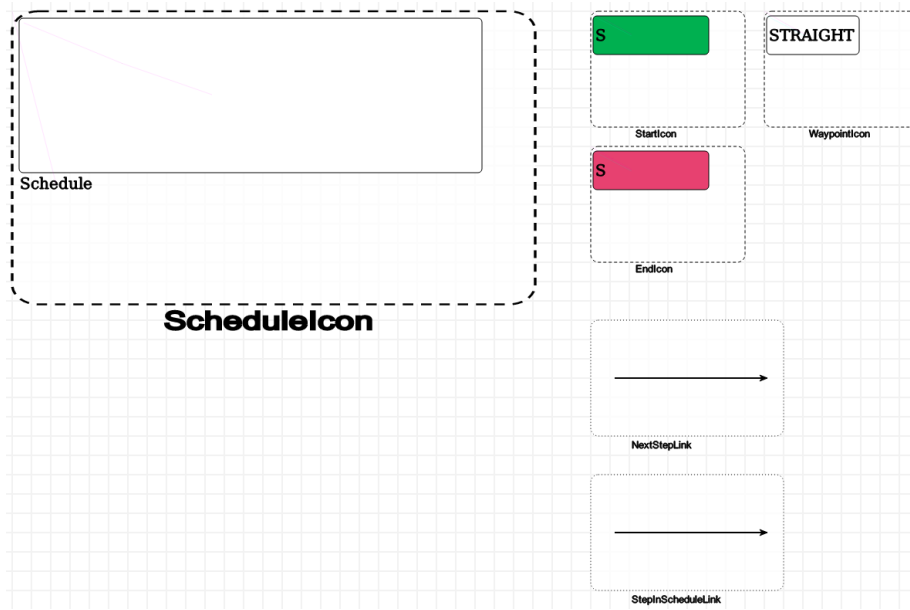 S
STRAIGHT
StartIcon
WaypointIcon
S
Schedule
EndIcon
ScheduleIcon
NextStepLink
StepInScheduleLink